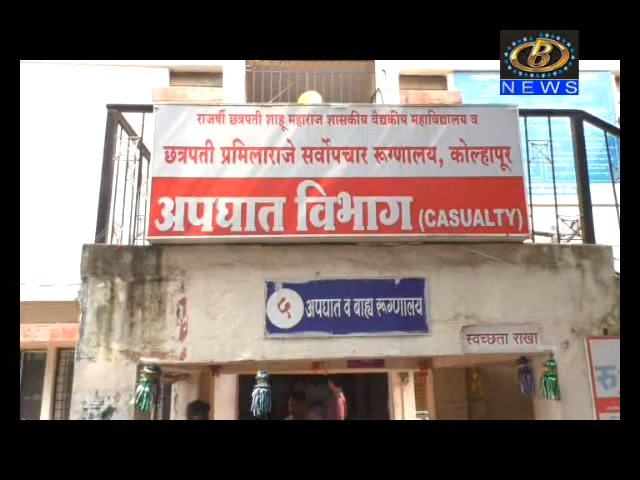 B
NEWS
राजर्षी छत्रपती शाहू महाराज शासकीय वैद्यकीय महाविद्यालय व
छत्रपती प्रमिलाराजे सर्वोपचार रूग्णालय, कोल्हापूर
अपघात विभाग (CASUALTY)
५ अपघात व बाह्य रूग्णालय
स्वच्छता राखा